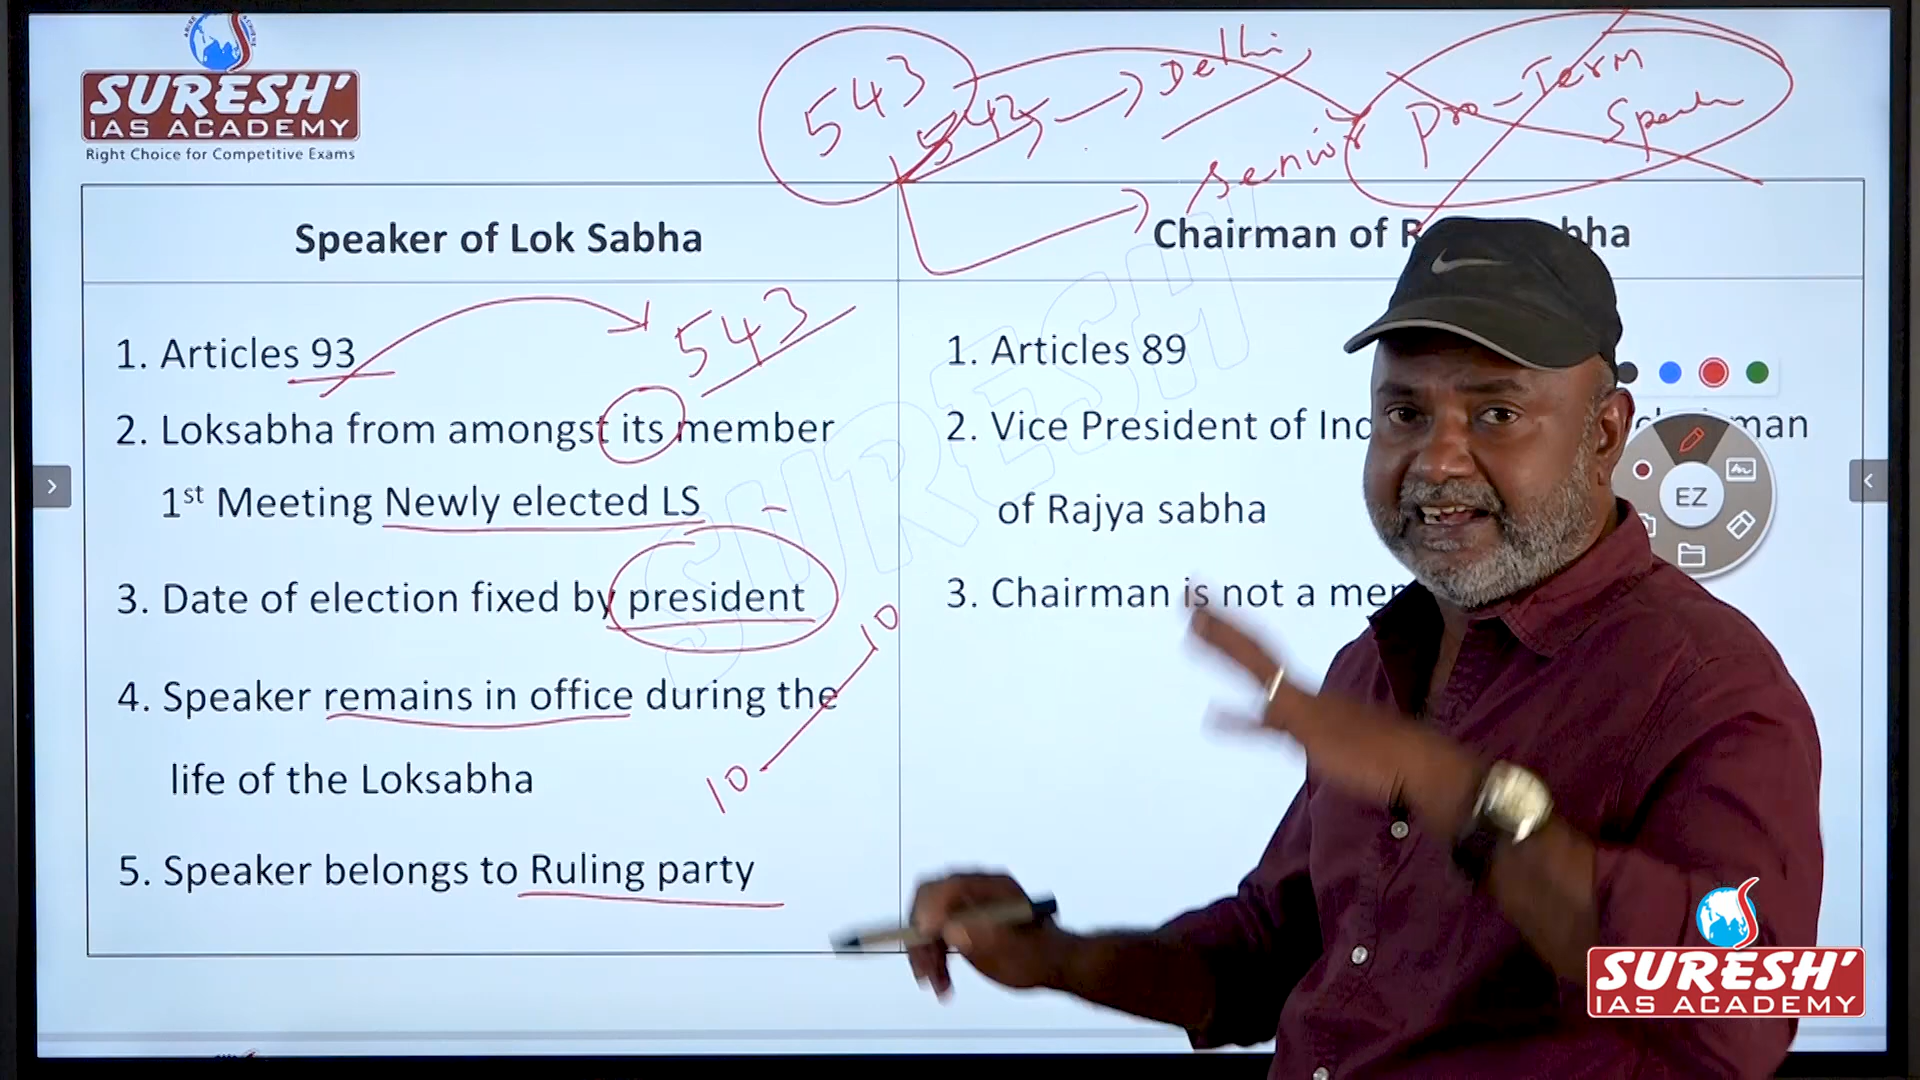 SURESH'
IAS ACADEMY
Right Choice for Competitive Exams
543
542 → Delhi
Senior
Pro-Term
Speaker of Lok Sabha
1. Articles 93
543
2. Loksabha from amongst its member
1st Meeting Newly elected LS
3. Date of election fixed by president
10
4. Speaker remains in office during the
life of the Loksabha
10
5. Speaker belongs to Ruling party
Chairman of R bha
1. Articles 89
2. Vice President of Ind man
of Rajya sabha
3. Chairman is not a mem
SURESH
EZ
SURESH'
IAS ACADEMY